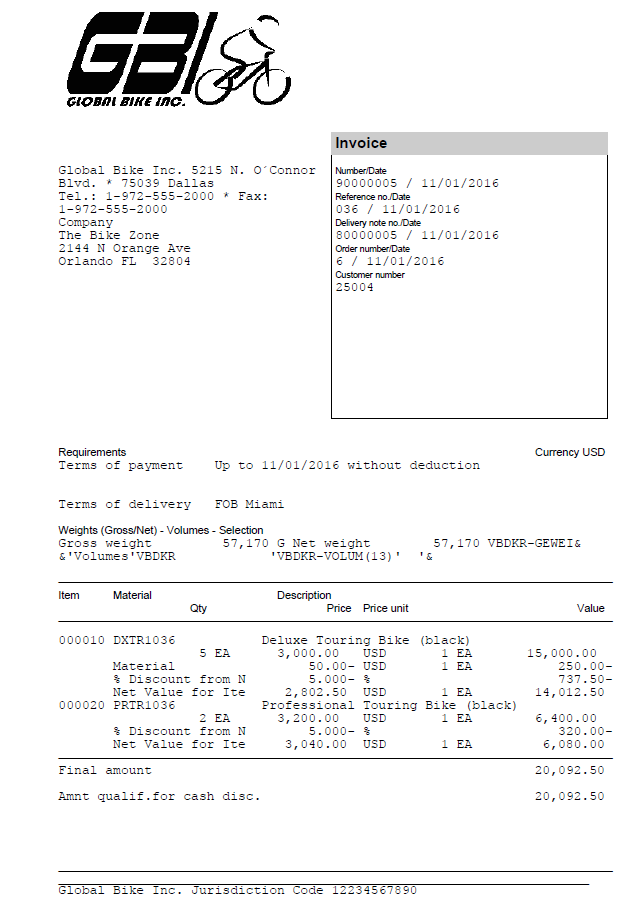 GBI
GLOBAL BIKE INC.
Invoice
Global Bike Inc. 5215 N. O´Connor
Blvd. * 75039 Dallas
Tel.: 1-972-555-2000 * Fax:
1-972-555-2000
Company
The Bike Zone
2144 N Orange Ave
Orlando FL  32804
Number/Date
90000005 / 11/01/2016
Reference no./Date
036 / 11/01/2016
Delivery note no./Date
80000005 / 11/01/2016
Order number/Date
6 / 11/01/2016
Customer number
25004
Requirements Currency USD
Terms of payment Up to 11/01/2016 without deduction
Terms of delivery FOB Miami
Weights (Gross/Net) - Volumes - Selection
Gross weight 57,170 G Net weight 57,170 VBDKR-GEWEI&
&'Volumes'VBDKR 'VBDKR-VOLUM(13)' '&
Item Material Description
Qty Price Price unit Value
000010 DXTR1036 Deluxe Touring Bike (black)
5 EA 3,000.00 USD 1 EA 15,000.00
Material 50.00- USD 1 EA 250.00-
% Discount from N 5.000- % 737.50-
Net Value for Ite 2,802.50 USD 1 EA 14,012.50
000020 PRTR1036 Professional Touring Bike (black)
2 EA 3,200.00 USD 1 EA 6,400.00
% Discount from N 5.000- % 320.00-
Net Value for Ite 3,040.00 USD 1 EA 6,080.00
Final amount 20,092.50
Amnt qualif.for cash disc. 20,092.50
Global Bike Inc. Jurisdiction Code 12234567890